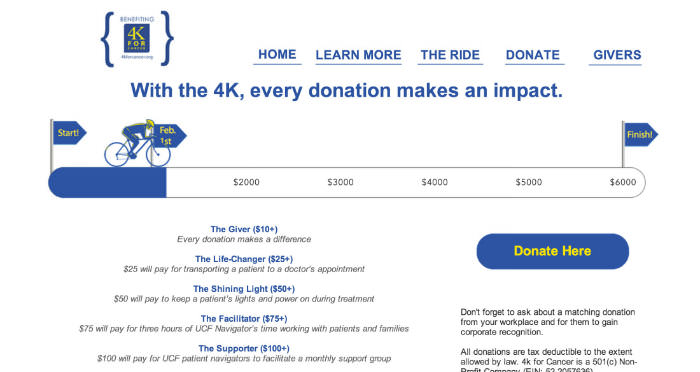 BENEFITING
4K
FOR
CANCER
4kforcancer.org
HOME LEARN MORE THE RIDE DONATE GIVERS
With the 4K, every donation makes an impact.
Start!
Feb.
1st
Finish!
$2000 $3000 $4000 $5000 $6000
The Giver ($10+)
Every donation makes a difference
The Life-Changer ($25+)
$25 will pay for transporting a patient to a doctor's appointment
The Shining Light ($50+)
$50 will pay to keep a patient's lights and power on during treatment
The Facilitator ($75+)
$75 will pay for three hours of UCF Navigator's time working with patients and families
The Supporter ($100+)
$100 will pay for UCF patient navigators to facilitate a monthly support group
Donate Here
Don't forget to ask about a matching donation
from your workplace and for them to gain
corporate recognition.
All donations are tax deductible to the extent
allowed by law. 4k for Cancer is a 501(c) Non-
Profit Company (EIN: 52-2057636)